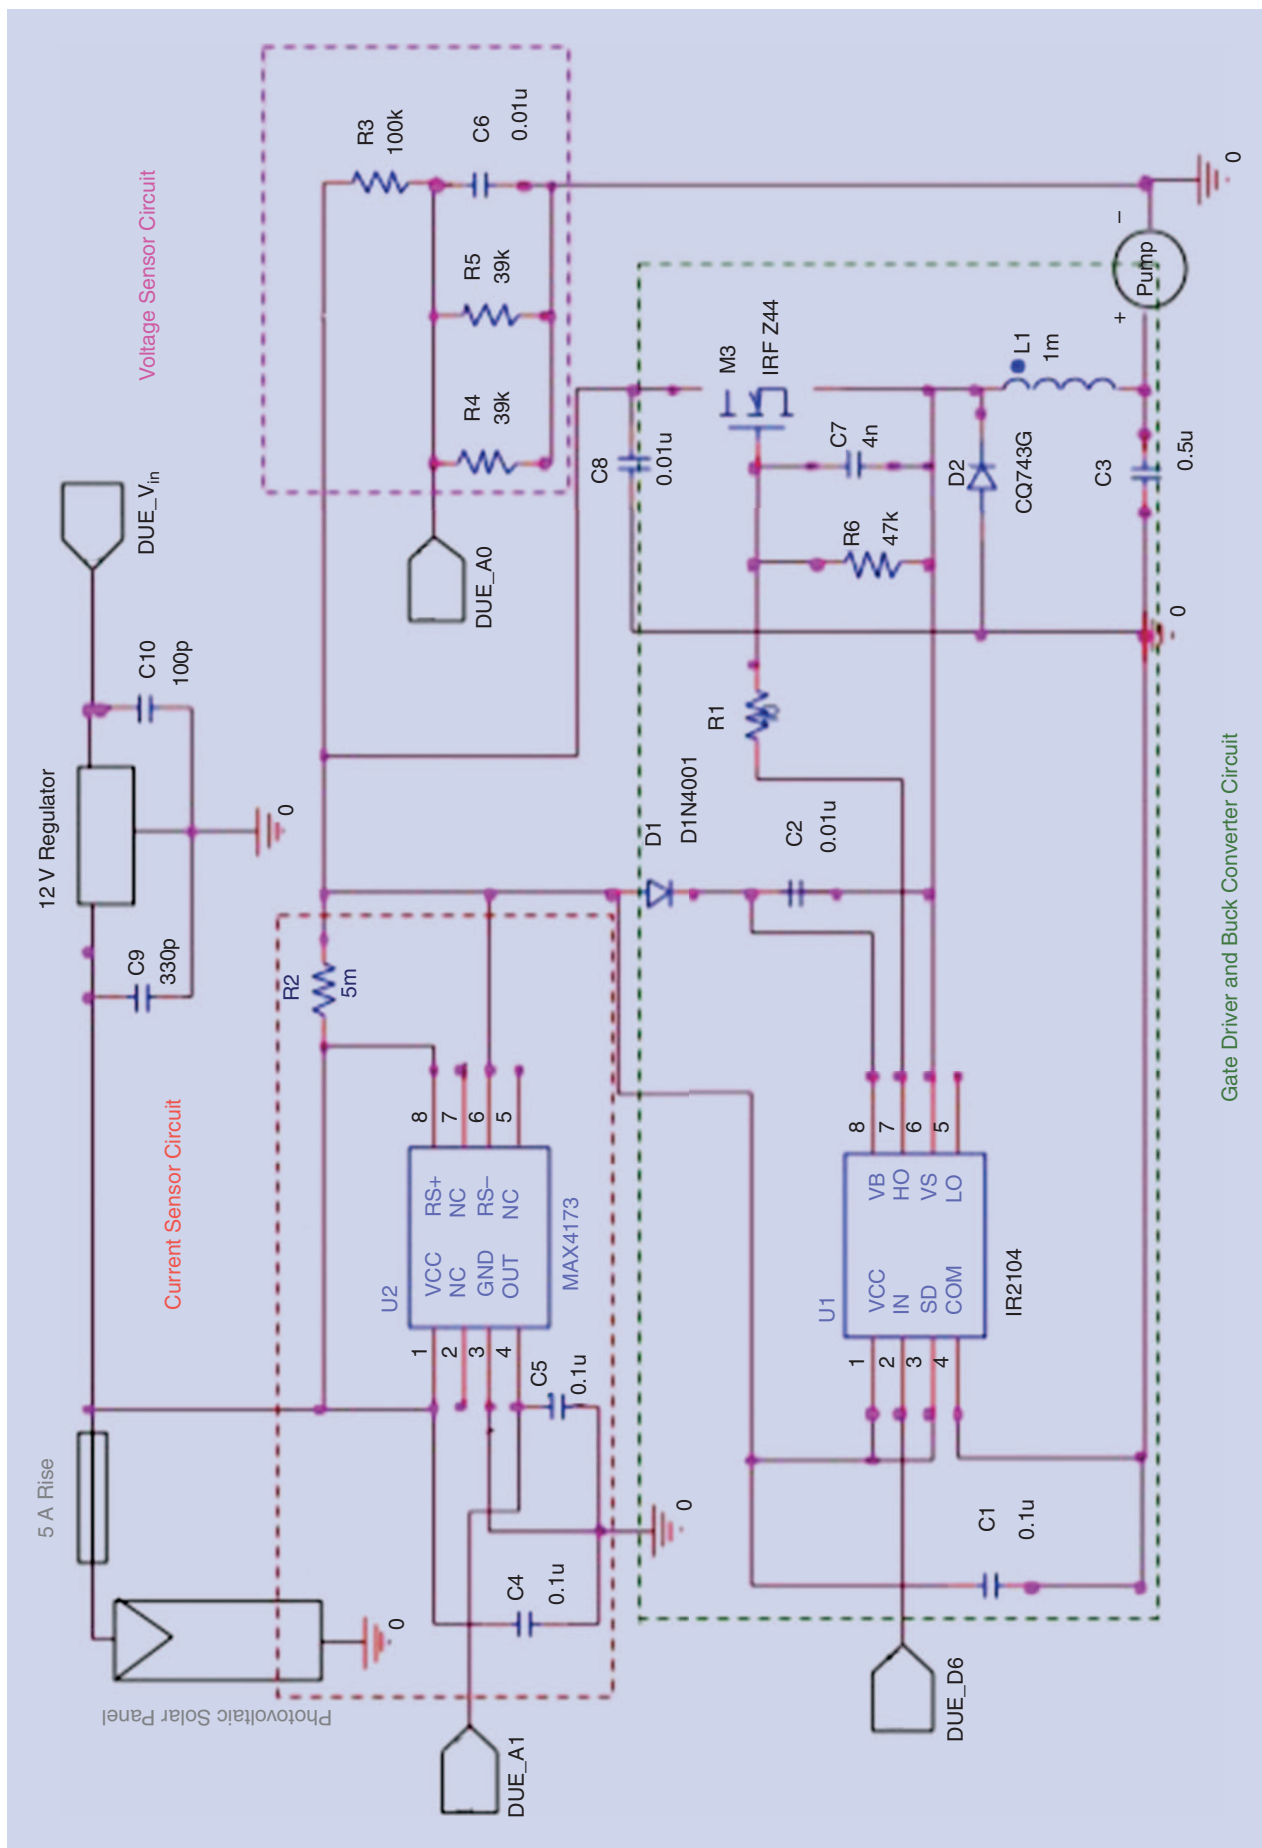 Photovoltaic Solar Panel
0
5 A Rise
12 V Regulator
C9
330p
C10
100p
0
DUE_Vin
Current Sensor Circuit
DUE_A1
C4
0.1u
0
C5
0.1u
U2
1
2
3
4
VCC
NC
GND
OUT
RS+
NC
RS–
NC
8
7
6
5
MAX4173
R2
5m
Voltage Sensor Circuit
DUE_A0
R4
39k
R5
39k
R3
100k
C6
0.01u
Gate Driver and Buck Converter Circuit
DUE_D6
C1
0.1u
U1
1
2
3
4
VCC
IN
SD
COM
VB
HO
VS
LO
8
7
6
5
IR2104
D1
D1N4001
C2
0.01u
R1
C8
0.01u
R6
47k
C7
4n
M3
IRF Z44
D2
CQ743G
L1
1m
C3
0.5u
0
+
Pump
–
0